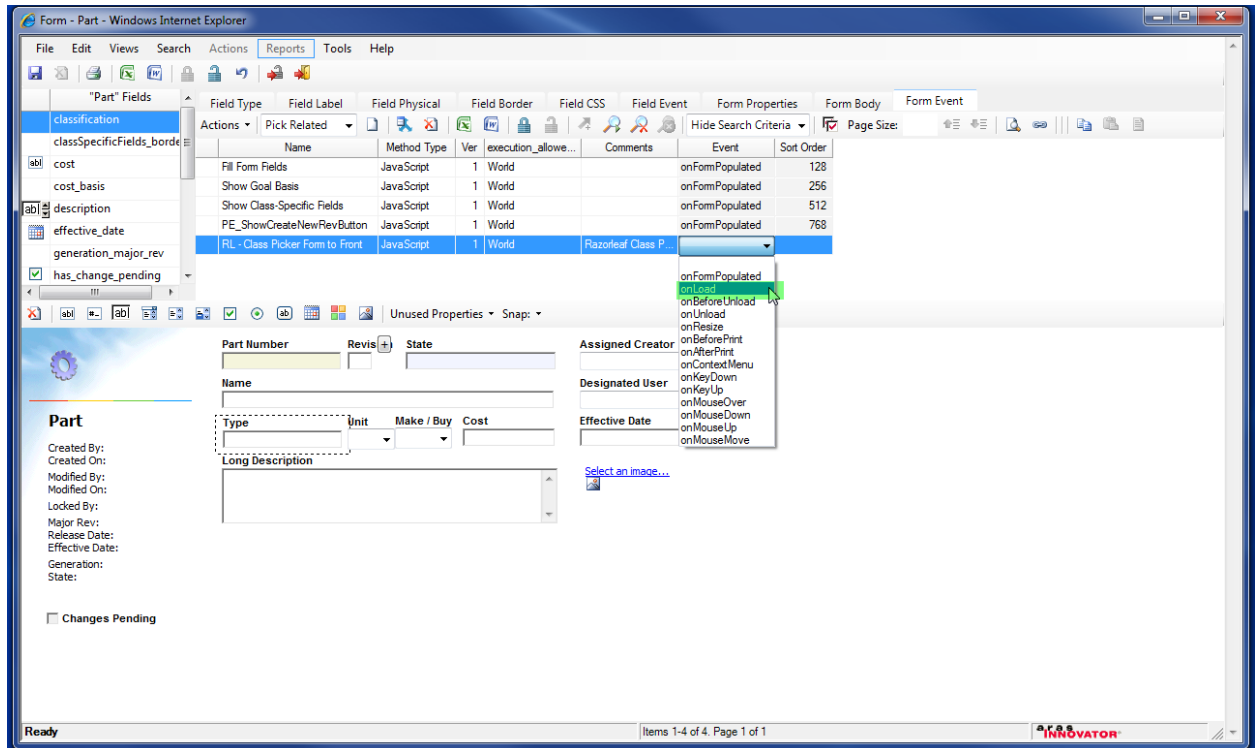 Form - Part - Windows Internet Explorer
File Edit Views Search Actions Reports Tools Help
"Part" Fields
classification
classSpecificFields_borde
cost
cost_basis
description
effective_date
generation_major_rev
has_change_pending
Field Type Field Label Field Physical Field Border Field CSS Field Event Form Properties Form Body Form Event
Actions Pick Related Hide Search Criteria Page Size:
Name Method Type Ver execution_allowe... Comments Event Sort Order
Fill Form Fields JavaScript 1 World onFormPopulated 128
Show Goal Basis JavaScript 1 World onFormPopulated 256
Show Class-Specific Fields JavaScript 1 World onFormPopulated 512
PE_ShowCreateNewRevButton JavaScript 1 World onFormPopulated 768
RL - Class Picker Form to Front JavaScript 1 World Razorleaf Class P...
onFormPopulated
onLoad
onBeforeUnload
onUnload
onResize
onBeforePrint
onAfterPrint
onContextMenu
onKeyDown
onKeyUp
onMouseOver
onMouseDown
onMouseUp
onMouseMove
Unused Properties Snap:
Part Number Revis State Assigned Creator
Name Designated User
Type Unit Make / Buy Cost Effective Date
Long Description
Select an image...
Part
Created By:
Created On:
Modified By:
Modified On:
Locked By:
Major Rev:
Release Date:
Effective Date:
Generation:
State:
Changes Pending
Ready Items 1-4 of 4. Page 1 of 1 aras INNOVATOR